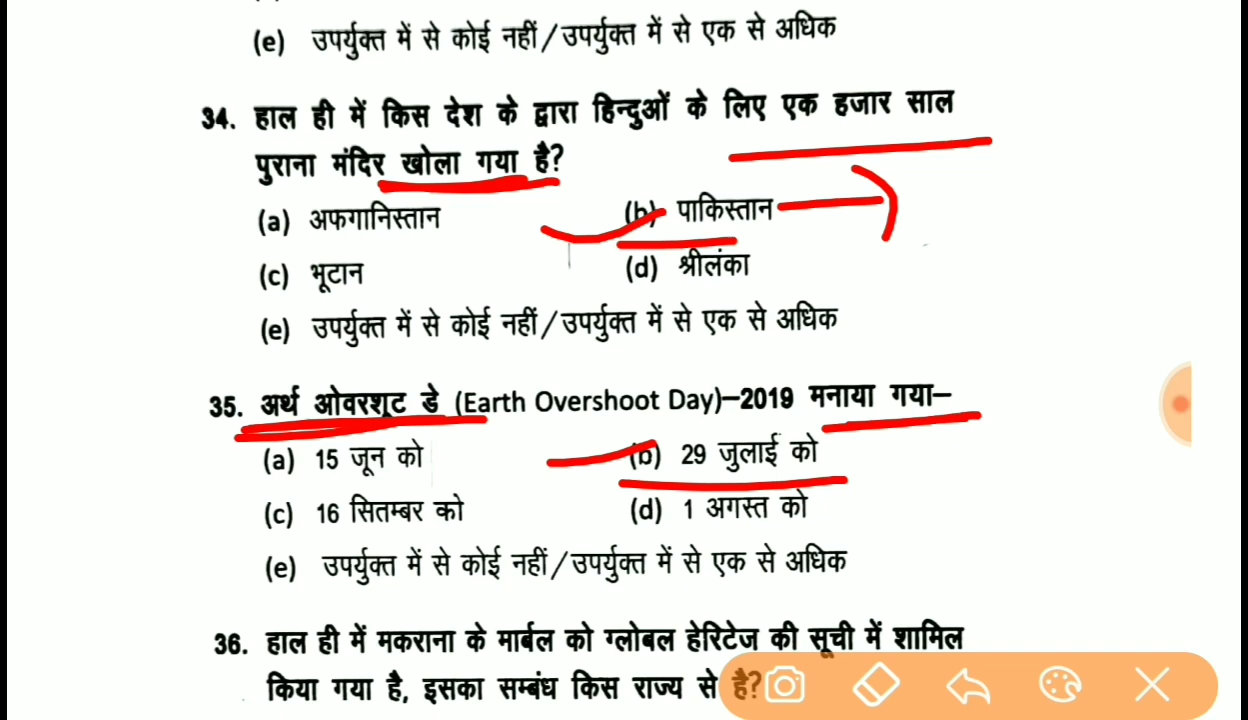 (e) उपर्युक्त में से कोई नहीं/उपर्युक्त में से एक से अधिक
34. हाल ही में किस देश के द्वारा हिन्दुओं के लिए एक हजार साल
पुराना मंदिर खोला गया है?
(a) अफगानिस्तान (b) पाकिस्तान
(c) भूटान (d) श्रीलंका
(e) उपर्युक्त में से कोई नहीं/उपर्युक्त में से एक से अधिक
35. अर्थ ओवरशूट डे (Earth Overshoot Day)–2019 मनाया गया–
(a) 15 जून को (b) 29 जुलाई को
(c) 16 सितम्बर को (d) 1 अगस्त को
(e) उपर्युक्त में से कोई नहीं/उपर्युक्त में से एक से अधिक
36. हाल ही में मकराना के मार्बल को ग्लोबल हेरिटेज की सूची में शामिल
किया गया है, इसका सम्बंध किस राज्य से है?